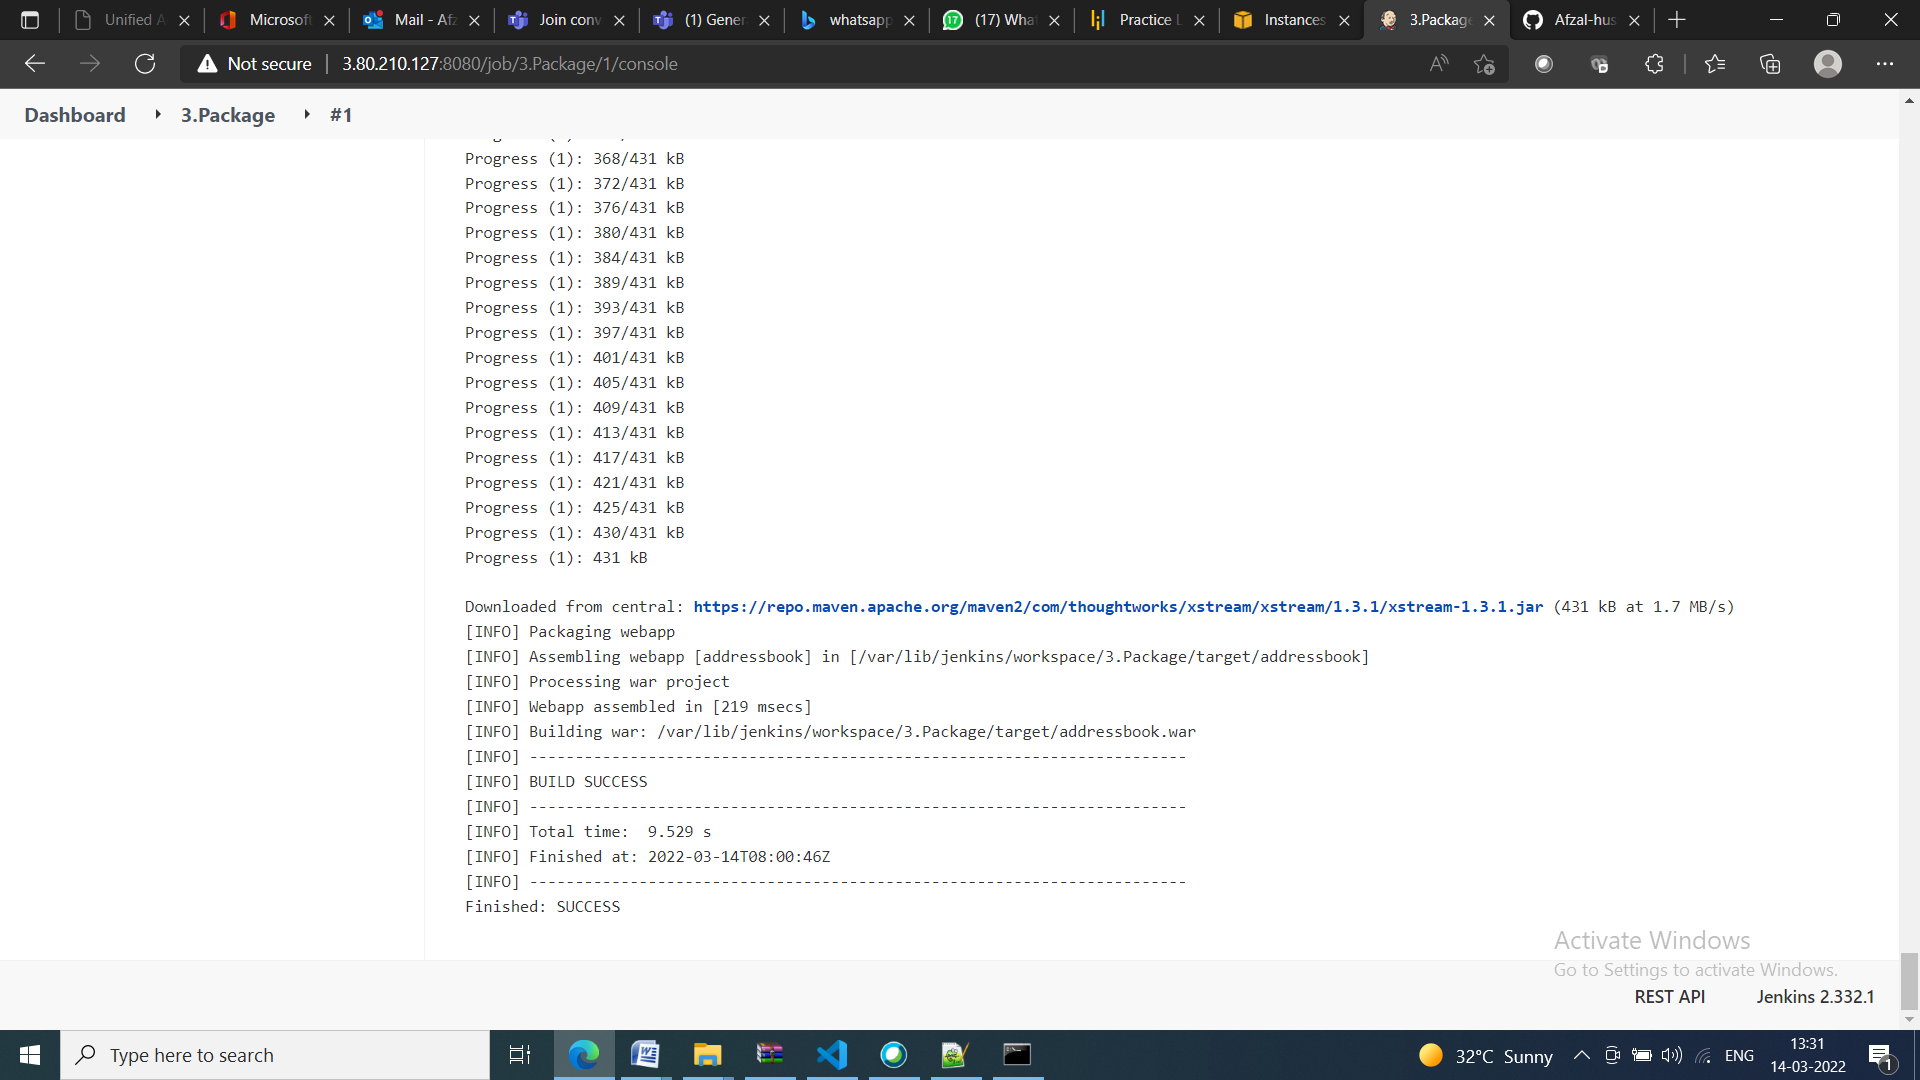 Unified A
Microsoft
Mail - Afz
Join conv
(1) Gener
whatsapp
(17) Wha
Practice L
Instances
3.Package
Afzal-hus
Not secure
3.80.210.127:8080/job/3.Package/1/console
Dashboard
3.Package
#1
Progress (1): 368/431 kB
Progress (1): 372/431 kB
Progress (1): 376/431 kB
Progress (1): 380/431 kB
Progress (1): 384/431 kB
Progress (1): 389/431 kB
Progress (1): 393/431 kB
Progress (1): 397/431 kB
Progress (1): 401/431 kB
Progress (1): 405/431 kB
Progress (1): 409/431 kB
Progress (1): 413/431 kB
Progress (1): 417/431 kB
Progress (1): 421/431 kB
Progress (1): 425/431 kB
Progress (1): 430/431 kB
Progress (1): 431 kB
Downloaded from central: https://repo.maven.apache.org/maven2/com/thoughtworks/xstream/xstream/1.3.1/xstream-1.3.1.jar (431 kB at 1.7 MB/s)
[INFO] Packaging webapp
[INFO] Assembling webapp [addressbook] in [/var/lib/jenkins/workspace/3.Package/target/addressbook]
[INFO] Processing war project
[INFO] Webapp assembled in [219 msecs]
[INFO] Building war: /var/lib/jenkins/workspace/3.Package/target/addressbook.war
[INFO] ------------------------------------------------------------------------
[INFO] BUILD SUCCESS
[INFO] ------------------------------------------------------------------------
[INFO] Total time:  9.529 s
[INFO] Finished at: 2022-03-14T08:00:46Z
[INFO] ------------------------------------------------------------------------
Finished: SUCCESS
Activate Windows
Go to Settings to activate Windows.
REST API
Jenkins 2.332.1
Type here to search
32°C Sunny
ENG
13:31
14-03-2022
1